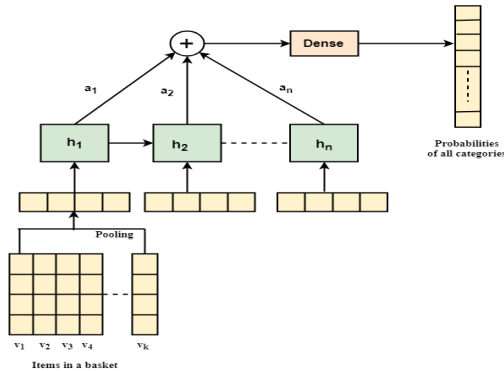 +
Dense
a1
a2
an
h1
h2
hn
Probabilities
of all categories
Pooling
v1 v2 v3 v4 vk
Items in a basket